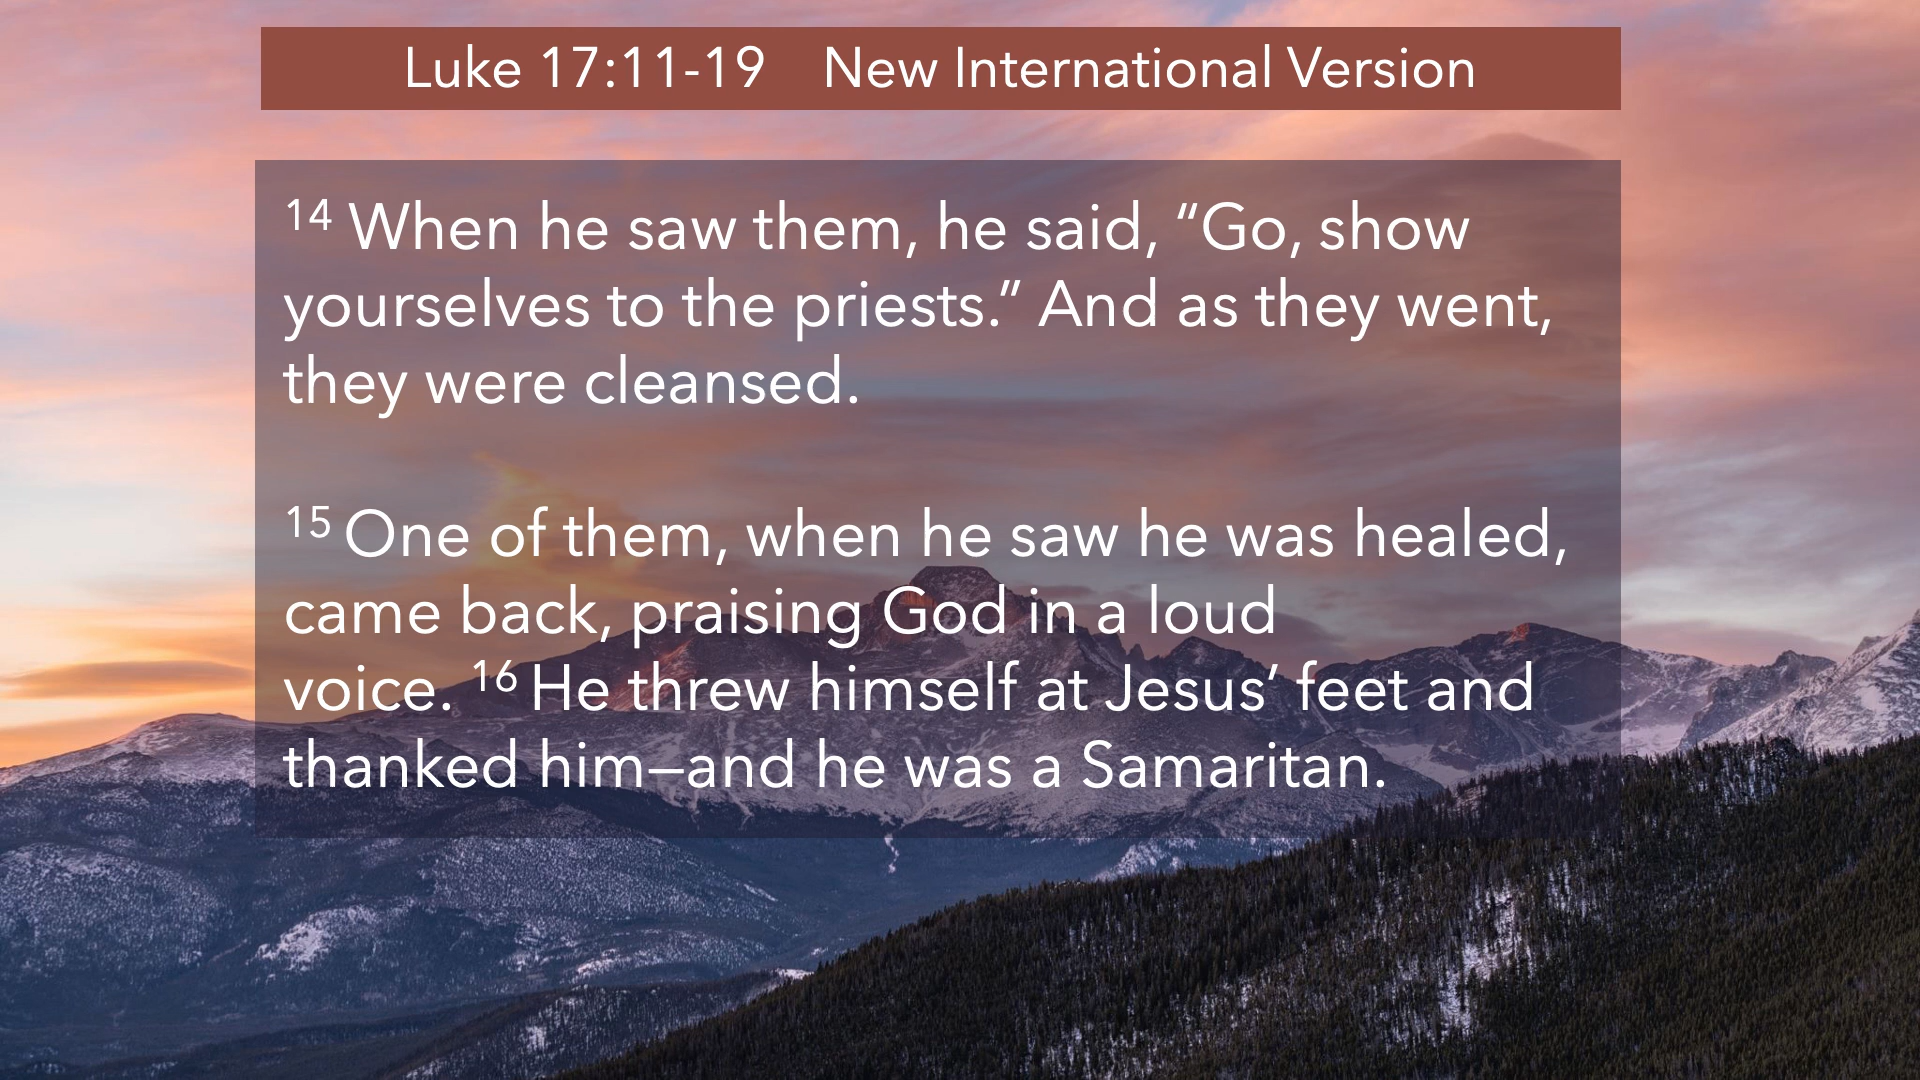 Luke 17:11-19    New International Version
14 When he saw them, he said, “Go, show
yourselves to the priests.” And as they went,
they were cleansed.
15 One of them, when he saw he was healed,
came back, praising God in a loud
voice. 16 He threw himself at Jesus’ feet and
thanked him—and he was a Samaritan.